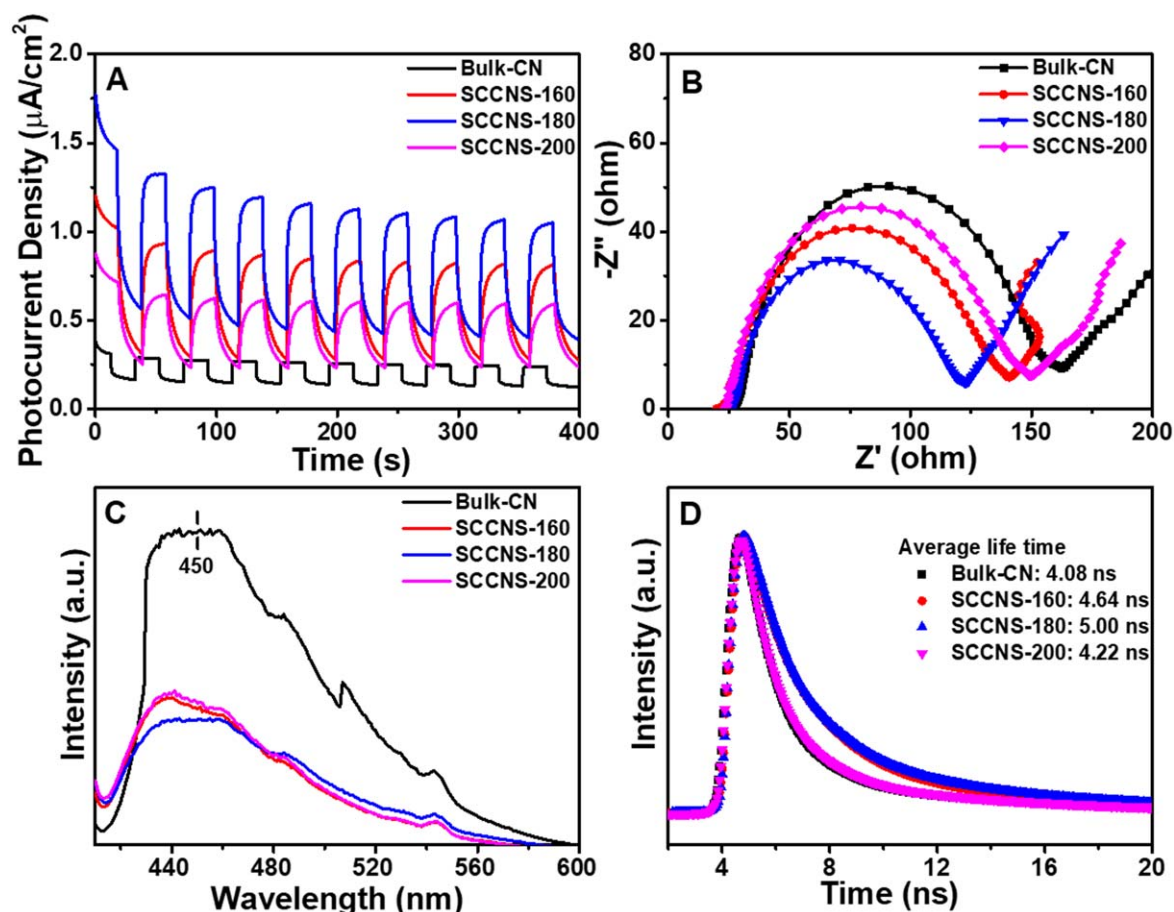 A
Photocurrent Density (µA/cm²)
2.0
1.5
1.0
0.5
0.0
Bulk-CN
SCCNS-160
SCCNS-180
SCCNS-200
0 100 200 300 400
Time (s)
B
-Z" (ohm)
80
60
40
20
0
Bulk-CN
SCCNS-160
SCCNS-180
SCCNS-200
0 50 100 150 200
Z' (ohm)
C
Intensity (a.u.)
450
Bulk-CN
SCCNS-160
SCCNS-180
SCCNS-200
440 480 520 560 600
Wavelength (nm)
D
Intensity (a.u.)
Average life time
Bulk-CN: 4.08 ns
SCCNS-160: 4.64 ns
SCCNS-180: 5.00 ns
SCCNS-200: 4.22 ns
4 8 12 16 20
Time (ns)